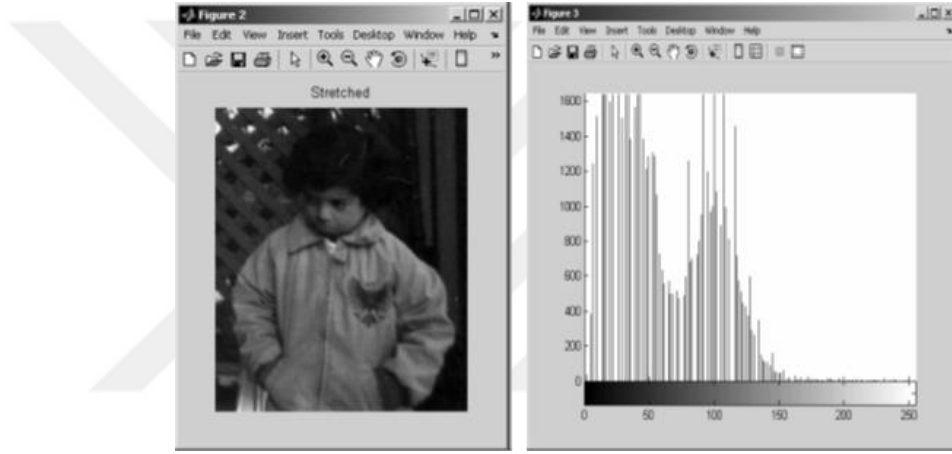 Figure 2
File Edit View Insert Tools Desktop Window Help
Stretched
Figure 3
File Edit View Insert Tools Desktop Window Help
1600
1400
1200
1000
800
600
400
200
0
0 50 100 150 200 250